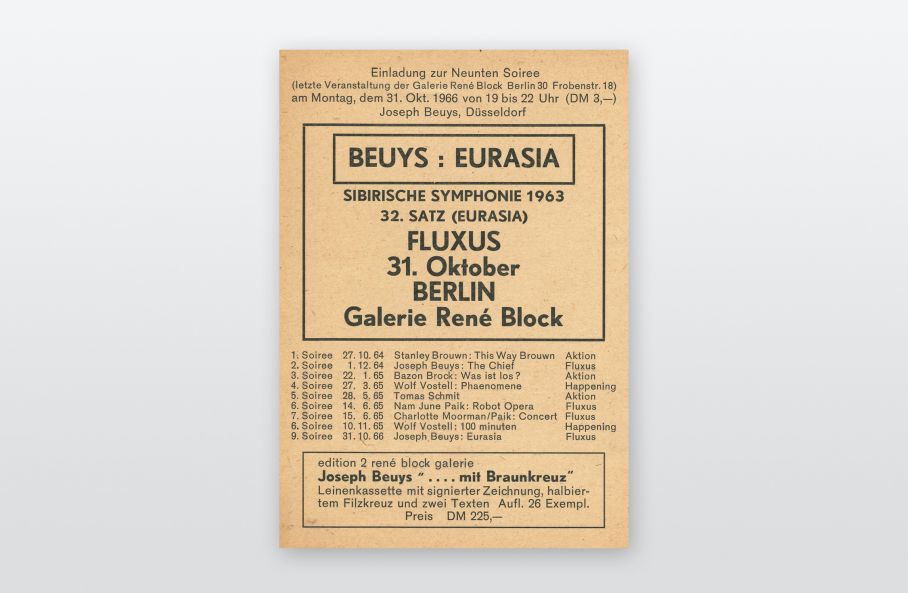 Einladung zur Neunten Soiree
(letzte Veranstaltung der Galerie René Block Berlin 30 Frobenstr. 18)
am Montag, dem 31. Okt. 1966 von 19 bis 22 Uhr (DM 3,—)
Joseph Beuys, Düsseldorf
BEUYS : EURASIA
SIBIRISCHE SYMPHONIE 1963
32. SATZ (EURASIA)
FLUXUS
31. Oktober
BERLIN
Galerie René Block
1. Soiree 27. 10. 64 Stanley Brouwn: This Way Brouwn Aktion
2. Soiree 1. 12. 64 Joseph Beuys: The Chief Fluxus
3. Soiree 22. 1. 65 Bazon Brock: Was ist los? Aktion
4. Soiree 27. 3. 65 Wolf Vostell: Phaenomene Happening
5. Soiree 28. 5. 65 Tomas Schmit Aktion
6. Soiree 14. 6. 65 Nam June Paik: Robot Opera Fluxus
7. Soiree 15. 6. 65 Charlotte Moorman/Paik: Concert Fluxus
6. Soiree 10. 11. 65 Wolf Vostell: 100 minuten Happening
9. Soiree 31. 10. 66 Joseph Beuys: Eurasia Fluxus
edition 2 rené block galerie
Joseph Beuys “ . . . . mit Braunkreuz”
Leinenkassette mit signierter Zeichnung, halbier-
tem Filzkreuz und zwei Texten Aufl. 26 Exempl.
Preis DM 225,—